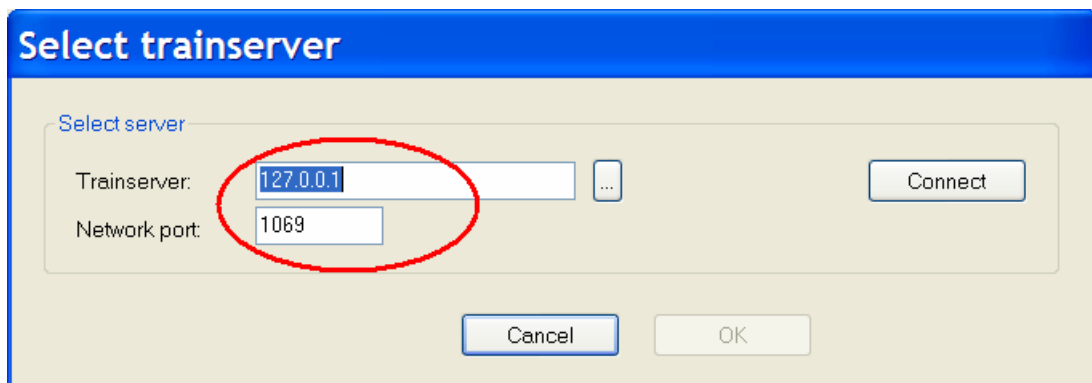 Select trainserver
Select server
Trainserver: 127.0.0.1 ... Connect
Network port: 1069
Cancel OK